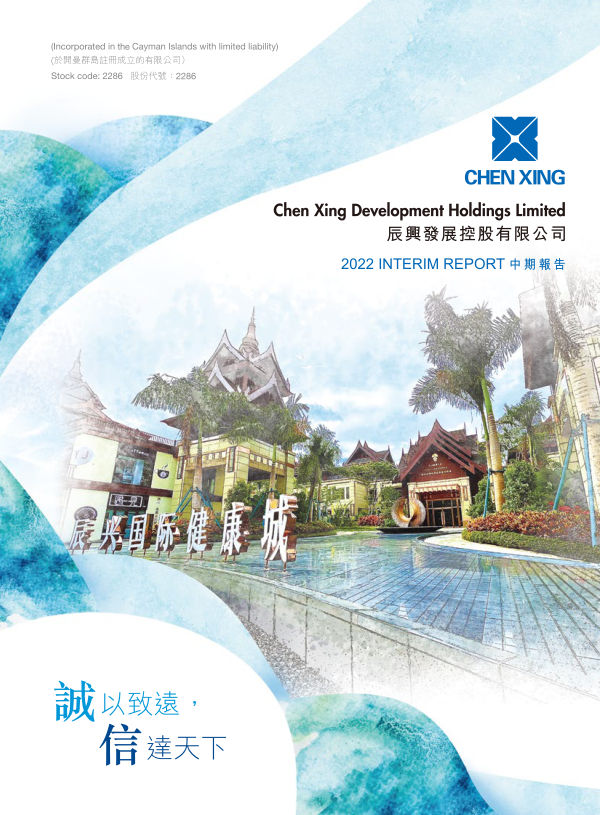 (Incorporated in the Cayman Islands with limited liability)
(於開曼群島註冊成立的有限公司)
Stock code: 2286 股份代號：2286
CHEN XING
Chen Xing Development Holdings Limited
辰興發展控股有限公司
2022 INTERIM REPORT 中期報告
辰兴国际健康城
誠以致遠，
信達天下